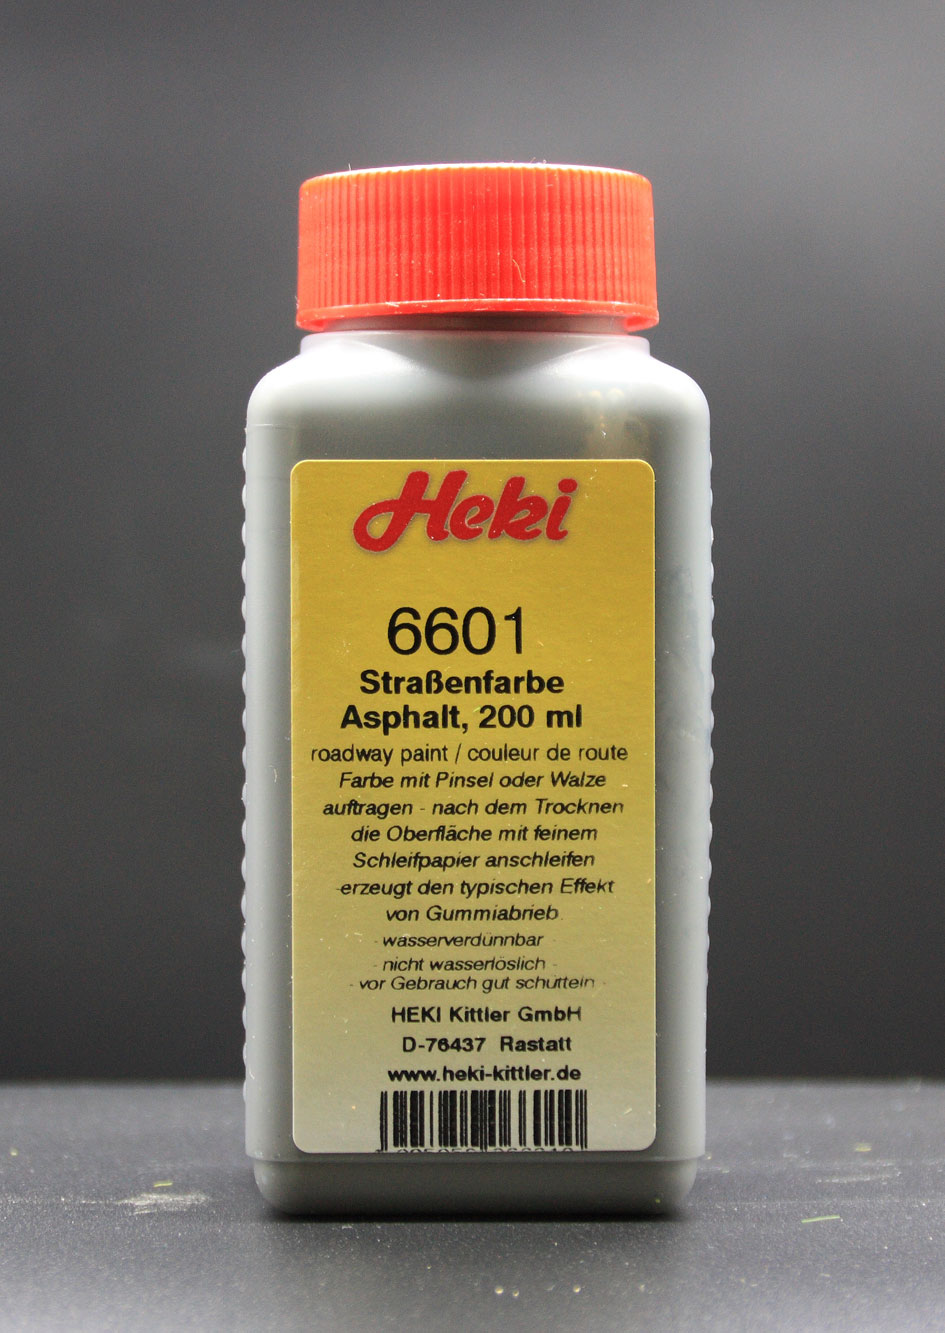 Heki
6601
Straßenfarbe
Asphalt, 200 ml
roadway paint / couleur de route
Farbe mit Pinsel oder Walze
auftragen - nach dem Trocknen
die Oberfläche mit feinem
Schleifpapier anschleifen
-erzeugt den typischen Effekt
von Gummiabrieb
- wasserverdünnbar
- nicht wasserlöslich -
- vor Gebrauch gut schütteln -
HEKI Kittler GmbH
D-76437 Rastatt
www.heki-kittler.de